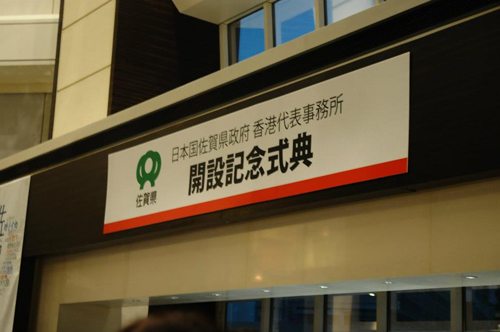 日本国佐賀県政府 香港代表事務所
開設記念式典
佐賀県